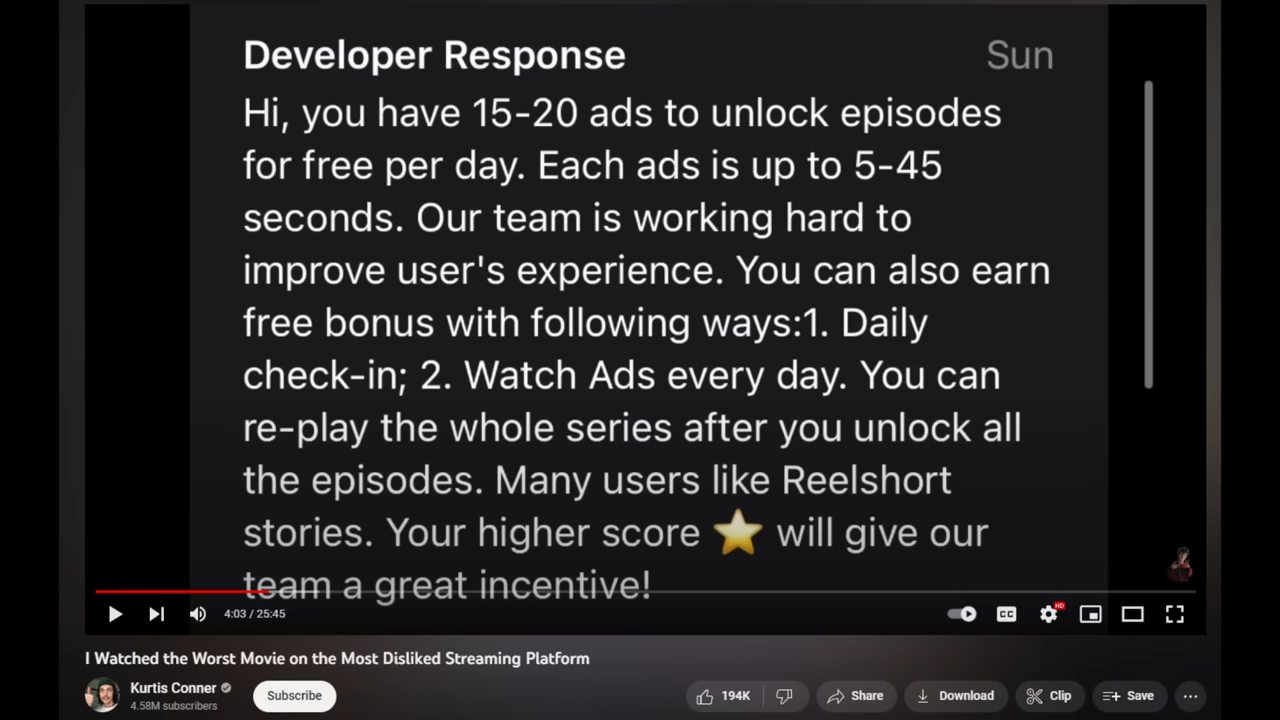 Developer Response
Sun
Hi, you have 15-20 ads to unlock episodes
for free per day. Each ads is up to 5-45
seconds. Our team is working hard to
improve user's experience. You can also earn
free bonus with following ways:1. Daily
check-in; 2. Watch Ads every day. You can
re-play the whole series after you unlock all
the episodes. Many users like Reelshort
stories. Your higher score ⭐ will give our
team a great incentive!
4:03 / 25:45
CC
HD
I Watched the Worst Movie on the Most Disliked Streaming Platform
Kurtis Conner
4.58M subscribers
Subscribe
194K
Share
Download
Clip
Save